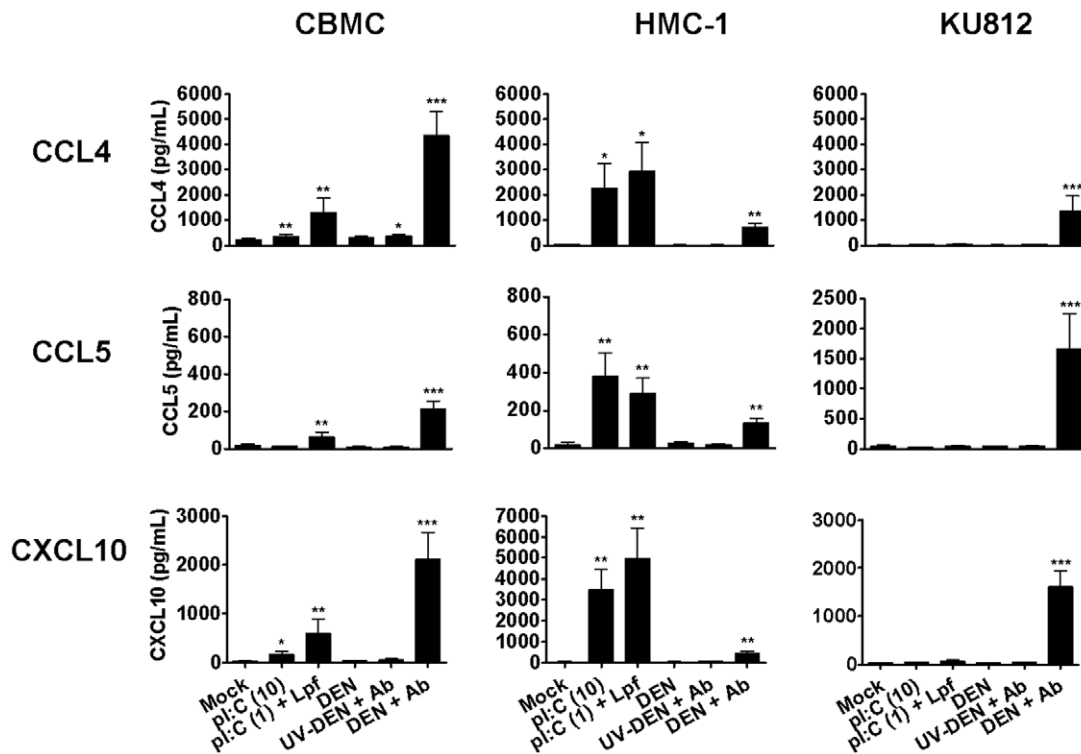 CBMC HMC-1 KU812
CCL4
CCL4 (pg/mL)
6000
5000
4000
3000
2000
1000
0
** ** * ***
6000
5000
4000
3000
2000
1000
0
* * **
6000
5000
4000
3000
2000
1000
0
***
CCL5
CCL5 (pg/mL)
800
600
400
200
0
** ***
800
600
400
200
0
** ** **
2500
2000
1500
1000
500
0
***
CXCL10
CXCL10 (pg/mL)
3000
2000
1000
0
* ** ***
7000
6000
5000
4000
3000
2000
1000
0
** ** **
3000
2000
1000
0
***
Mock
pI:C (10)
pI:C (1) + Lpf
DEN
UV-DEN + Ab
DEN + Ab
Mock
pI:C (10)
pI:C (1) + Lpf
DEN
UV-DEN + Ab
DEN + Ab
Mock
pI:C (10)
pI:C (1) + Lpf
DEN
UV-DEN + Ab
DEN + Ab